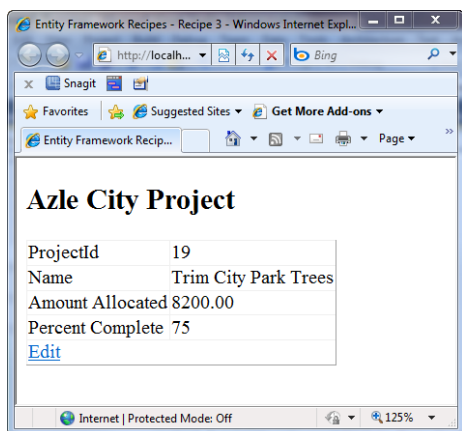 Entity Framework Recipes - Recipe 3 - Windows Internet Expl...
http://localh...
Bing
x Snagit
Favorites Suggested Sites Get More Add-ons
Entity Framework Recip... Page »
Azle City Project
ProjectId 19
Name Trim City Park Trees
Amount Allocated 8200.00
Percent Complete 75
Edit
Internet | Protected Mode: Off 125%